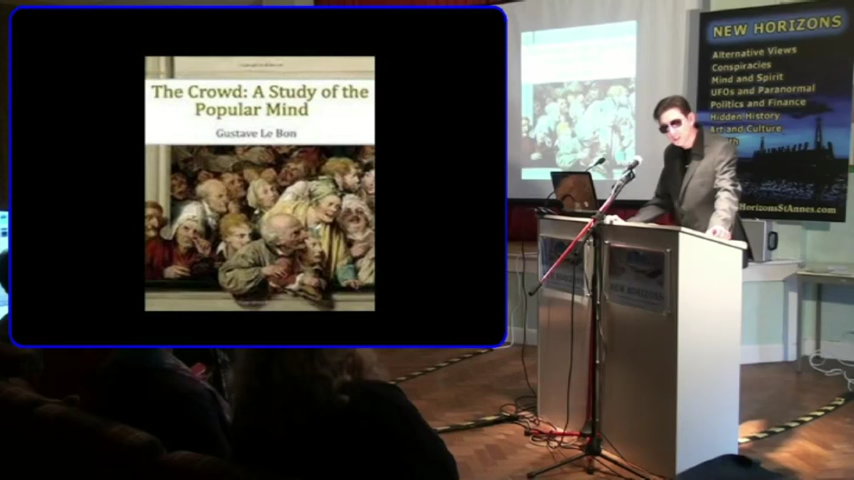 The Crowd: A Study of the
Popular Mind
Gustave Le Bon
NEW HORIZONS
Alternative Views
Conspiracies
Mind and Spirit
UFOs and Paranormal
Politics and Finance
Hidden History
Art and Culture
HorizonsStAnnes.com